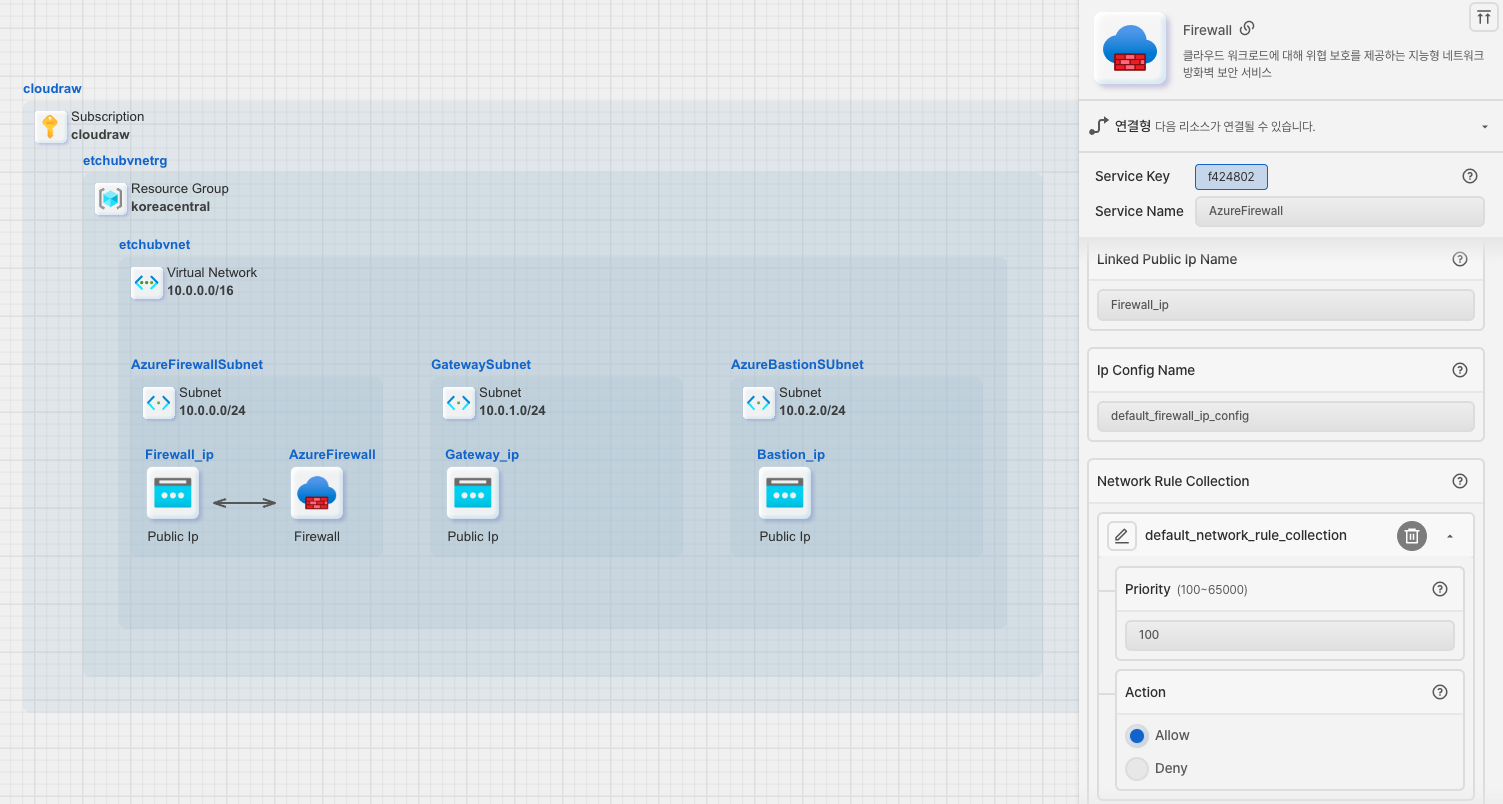 cloudraw
Subscription
cloudraw
etchubvnetrg
Resource Group
koreacentral
etchubvnet
Virtual Network
10.0.0.0/16
AzureFirewallSubnet
Subnet
10.0.0.0/24
Firewall_ip
Public Ip
AzureFirewall
Firewall
GatewaySubnet
Subnet
10.0.1.0/24
Gateway_ip
Public Ip
AzureBastionSUbnet
Subnet
10.0.2.0/24
Bastion_ip
Public Ip
Firewall
클라우드 워크로드에 대해 위협 보호를 제공하는 지능형 네트워크
방화벽 보안 서비스
연결형 다음 리소스가 연결될 수 있습니다.
Service Key f424802
Service Name AzureFirewall
Linked Public Ip Name
Firewall_ip
Ip Config Name
default_firewall_ip_config
Network Rule Collection
default_network_rule_collection
Priority (100~65000)
100
Action
Allow
Deny